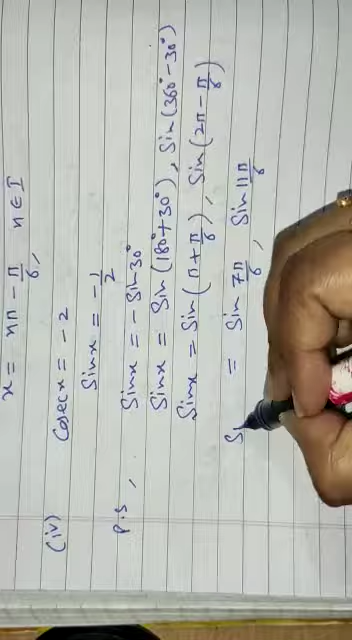 x = nπ - π/6, n ∈ I
(iv) Cosec x = -2
Sin x = -1/2
P.S, Sin x = -Sin 30°
Sin x = Sin (180° + 30°), Sin (360° - 30°)
Sin x = Sin (π + π/6), Sin (2π - π/6)
= Sin 7π/6, Sin 11π/6
S